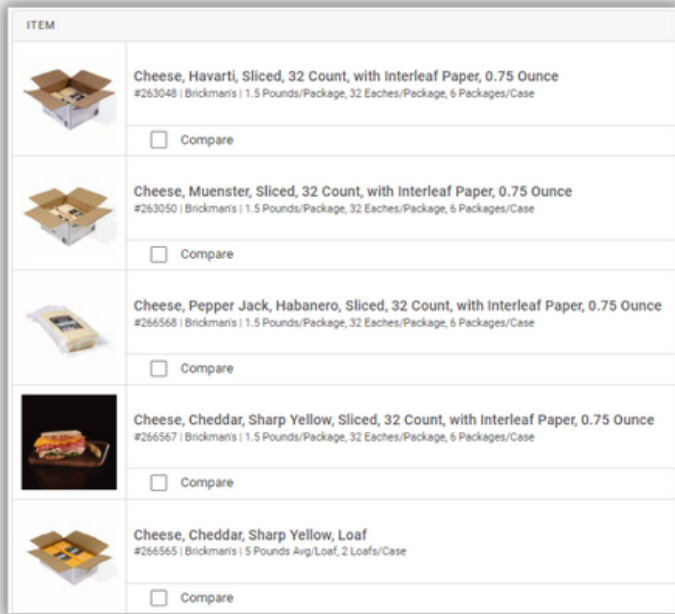 ITEM
Cheese, Havarti, Sliced, 32 Count, with Interleaf Paper, 0.75 Ounce
#263048 | Brickman's | 1.5 Pounds/Package, 32 Eaches/Package, 6 Packages/Case
Compare
Cheese, Muenster, Sliced, 32 Count, with Interleaf Paper, 0.75 Ounce
#263050 | Brickman's | 1.5 Pounds/Package, 32 Eaches/Package, 6 Packages/Case
Compare
Cheese, Pepper Jack, Habanero, Sliced, 32 Count, with Interleaf Paper, 0.75 Ounce
#266568 | Brickman's | 1.5 Pounds/Package, 32 Eaches/Package, 6 Packages/Case
Compare
Cheese, Cheddar, Sharp Yellow, Sliced, 32 Count, with Interleaf Paper, 0.75 Ounce
#266567 | Brickman's | 1.5 Pounds/Package, 32 Eaches/Package, 6 Packages/Case
Compare
Cheese, Cheddar, Sharp Yellow, Loaf
#266565 | Brickman's | 5 Pounds Avg/Loaf, 2 Loafs/Case
Compare